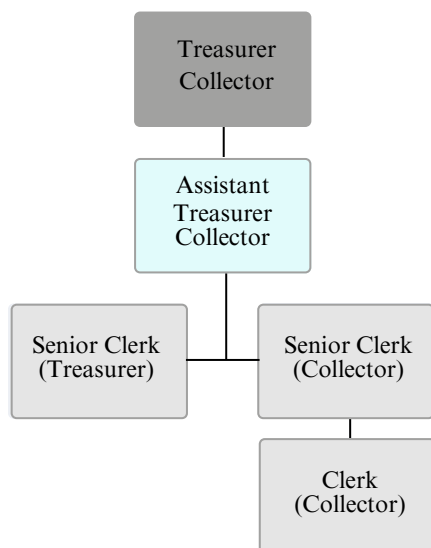 Treasurer
Collector
Assistant
Treasurer
Collector
Senior Clerk
(Treasurer)
Senior Clerk
(Collector)
Clerk
(Collector)